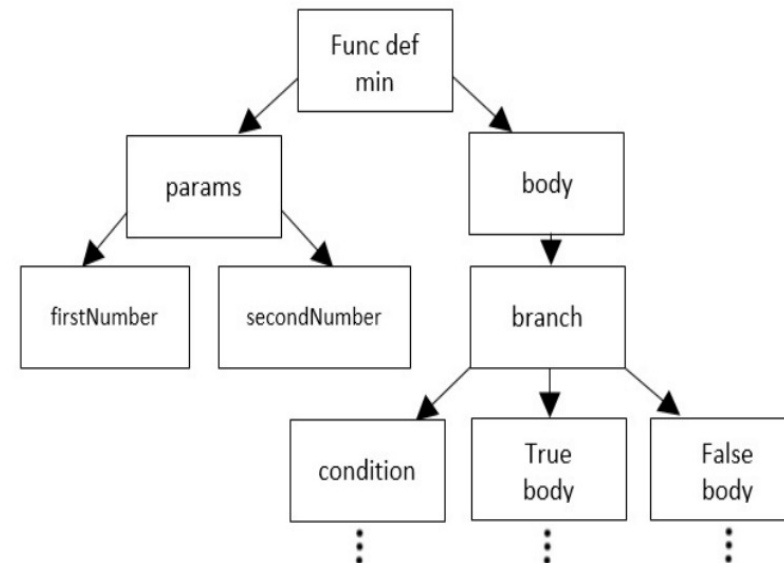 Func def
min
params
body
firstNumber
secondNumber
branch
condition
True
body
False
body